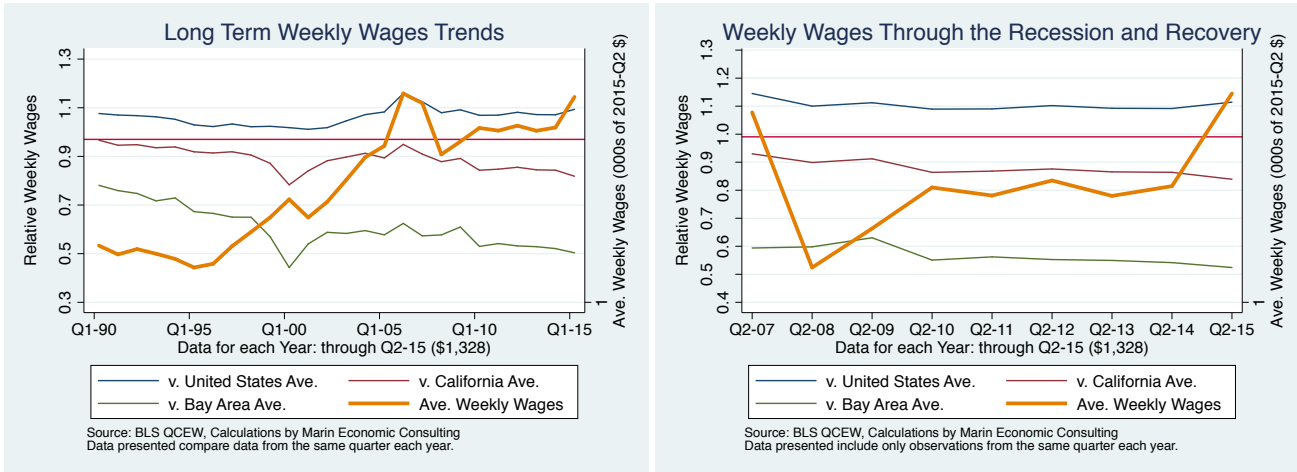 Long Term Weekly Wages Trends
Relative Weekly Wages
1.3
1.1
0.9
0.7
0.5
0.3
1
Ave. Weekly Wages (000s of 2015-Q2 $)
Q1-90 Q1-95 Q1-00 Q1-05 Q1-10 Q1-15
Data for each Year: through Q2-15 ($1,328)
v. United States Ave. v. California Ave.
v. Bay Area Ave. Ave. Weekly Wages
Source: BLS QCEW, Calculations by Marin Economic Consulting
Data presented compare data from the same quarter each year.
Weekly Wages Through the Recession and Recovery
Relative Weekly Wages
1.3
1.2
1.1
1.0
0.9
0.8
0.7
0.6
0.5
0.4
1
Ave. Weekly Wages (000s of 2015-Q2 $)
Q2-07 Q2-08 Q2-09 Q2-10 Q2-11 Q2-12 Q2-13 Q2-14 Q2-15
Data for each Year: through Q2-15 ($1,328)
v. United States Ave. v. California Ave.
v. Bay Area Ave. Ave. Weekly Wages
Source: BLS QCEW, Calculations by Marin Economic Consulting
Data presented include only observations from the same quarter each year.